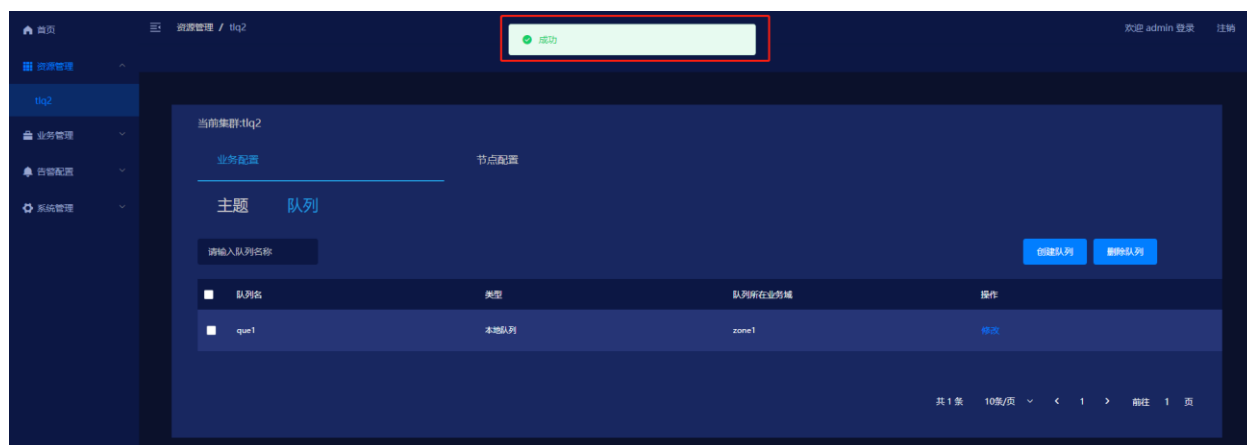 首页
资源管理 / tlq2
成功
欢迎 admin 登录 注销
资源管理
tlq2
业务管理
告警配置
系统管理
当前集群:tlq2
业务配置 节点配置
主题 队列
请输入队列名称 创建队列 删除队列
队列名 类型 队列所在业务域 操作
que1 本地队列 zone1 修改
共 1 条 10条/页 1 前往 1 页